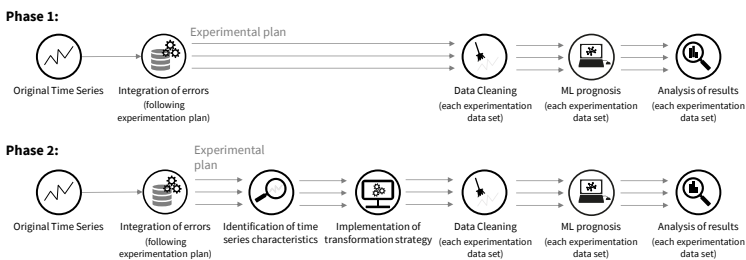 Phase 1:
Experimental plan
Original Time Series
Integration of errors
(following
experimentation plan)
Data Cleaning
(each experimentation
data set)
ML prognosis
(each experimentation
data set)
Analysis of results
(each experimentation
data set)
Phase 2:
Experimental
plan
Original Time Series
Integration of errors
(following
experimentation plan)
Identification of time
series characteristics
Implementation of
transformation strategy
Data Cleaning
(each experimentation
data set)
ML prognosis
(each experimentation
data set)
Analysis of results
(each experimentation
data set)